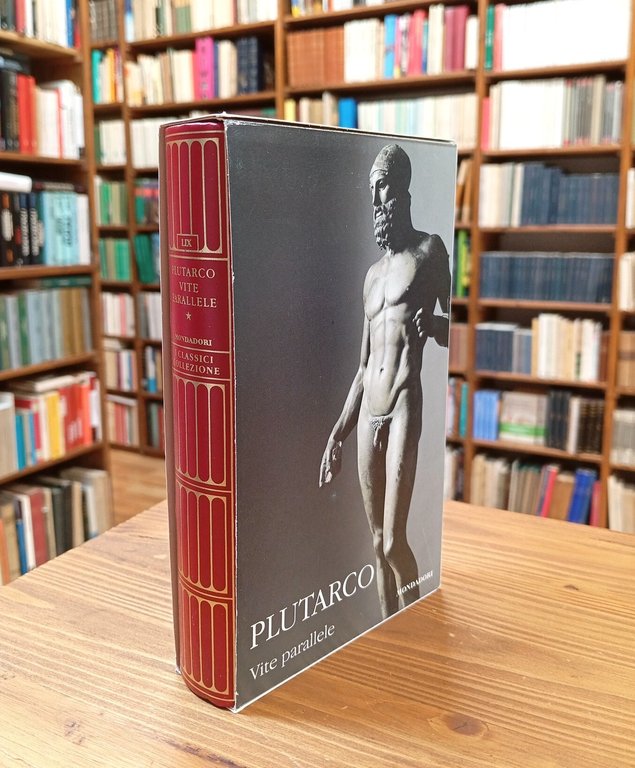 LIX
PLUTARCO
VITE
PARALLELE
★
MONDADORI
I CLASSICI
COLLEZIONE
PLUTARCO
MONDADORI
Vite parallele